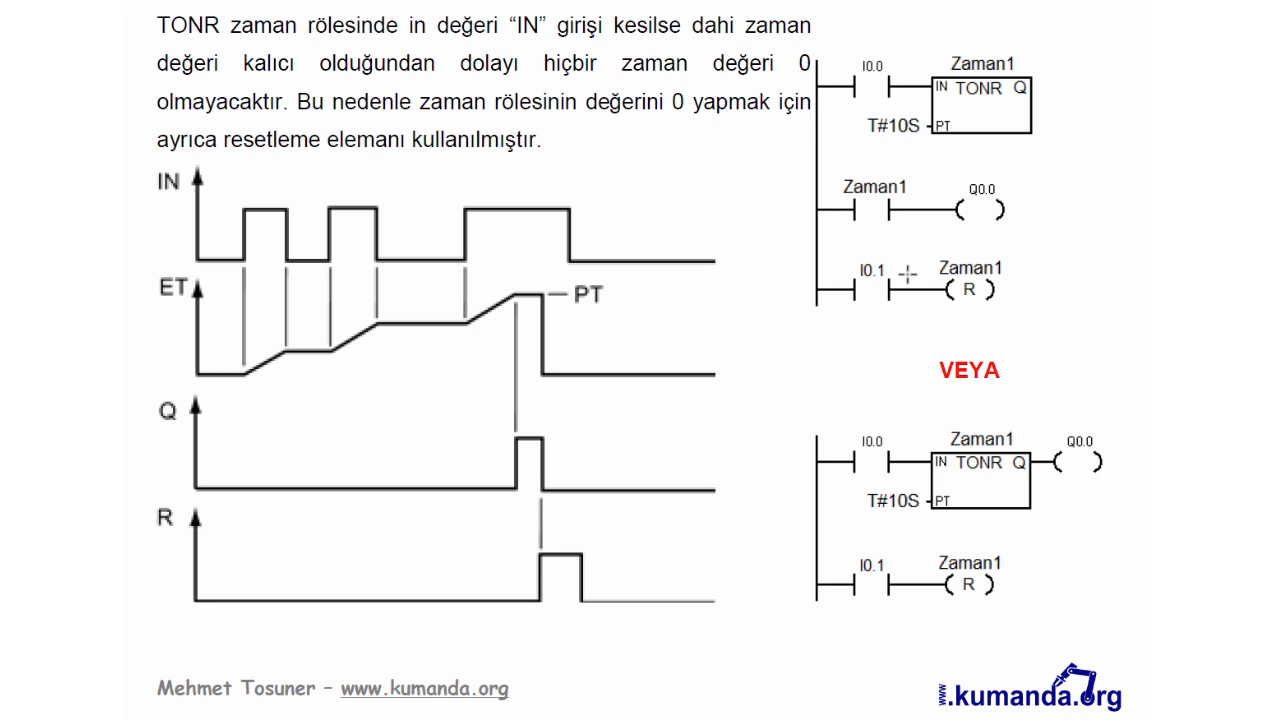 TONR zaman rölesinde in değeri “IN” girişi kesilse dahi zaman
değeri kalıcı olduğundan dolayı hiçbir zaman değeri 0
olmayacaktır. Bu nedenle zaman rölesinin değerini 0 yapmak için
ayrıca resetleme elemanı kullanılmıştır.
IN
ET
PT
Q
R
I0.0
Zaman1
IN TONR Q
T#10S
PT
Zaman1
Q0.0
I0.1
Zaman1
R
VEYA
I0.0
Zaman1
Q0.0
IN TONR Q
T#10S
PT
I0.1
Zaman1
R
Mehmet Tosuner – www.kumanda.org
www.kumanda.org